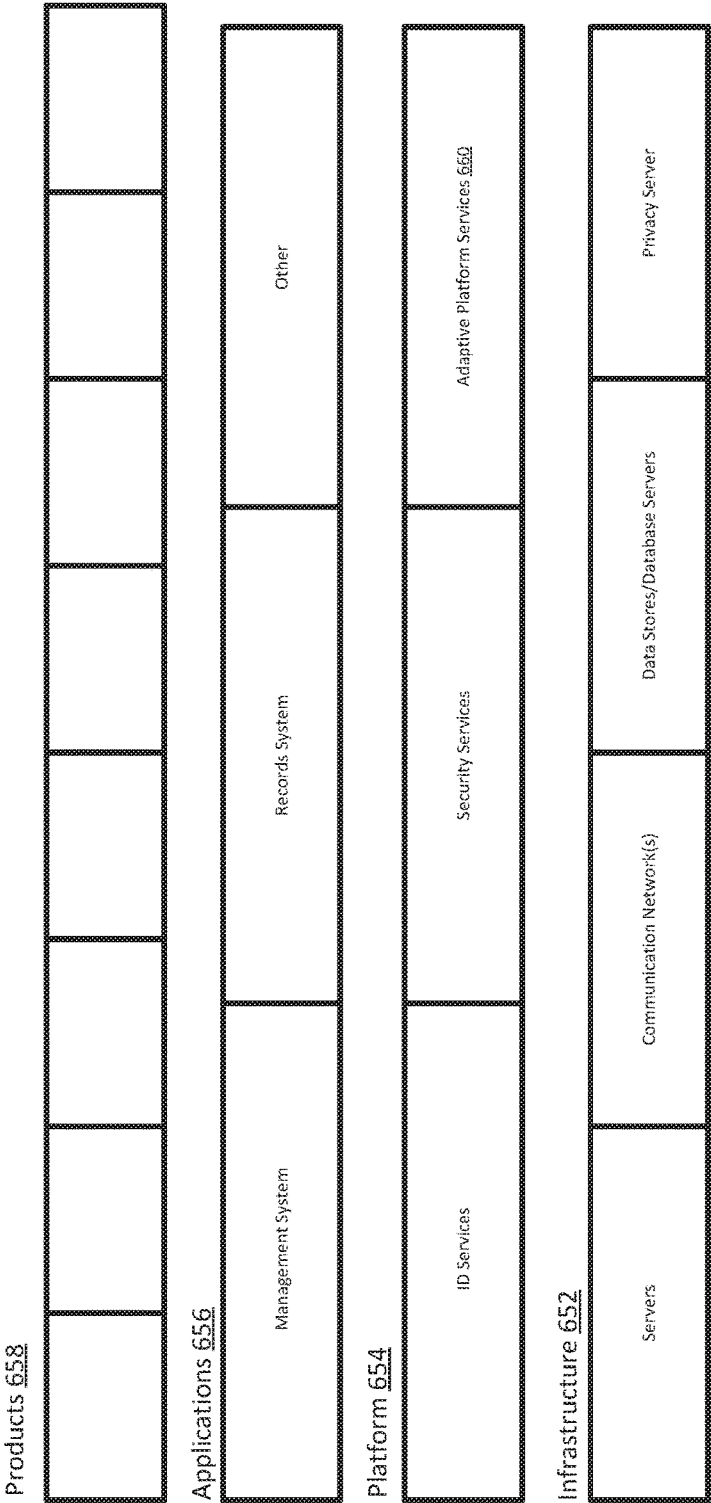 Products 658
Applications 656
Management System
Records System
Other
Platform 654
ID Services
Security Services
Adaptive Platform Services 660
Infrastructure 652
Servers
Communication Network(s)
Data Stores/Database Servers
Privacy Server